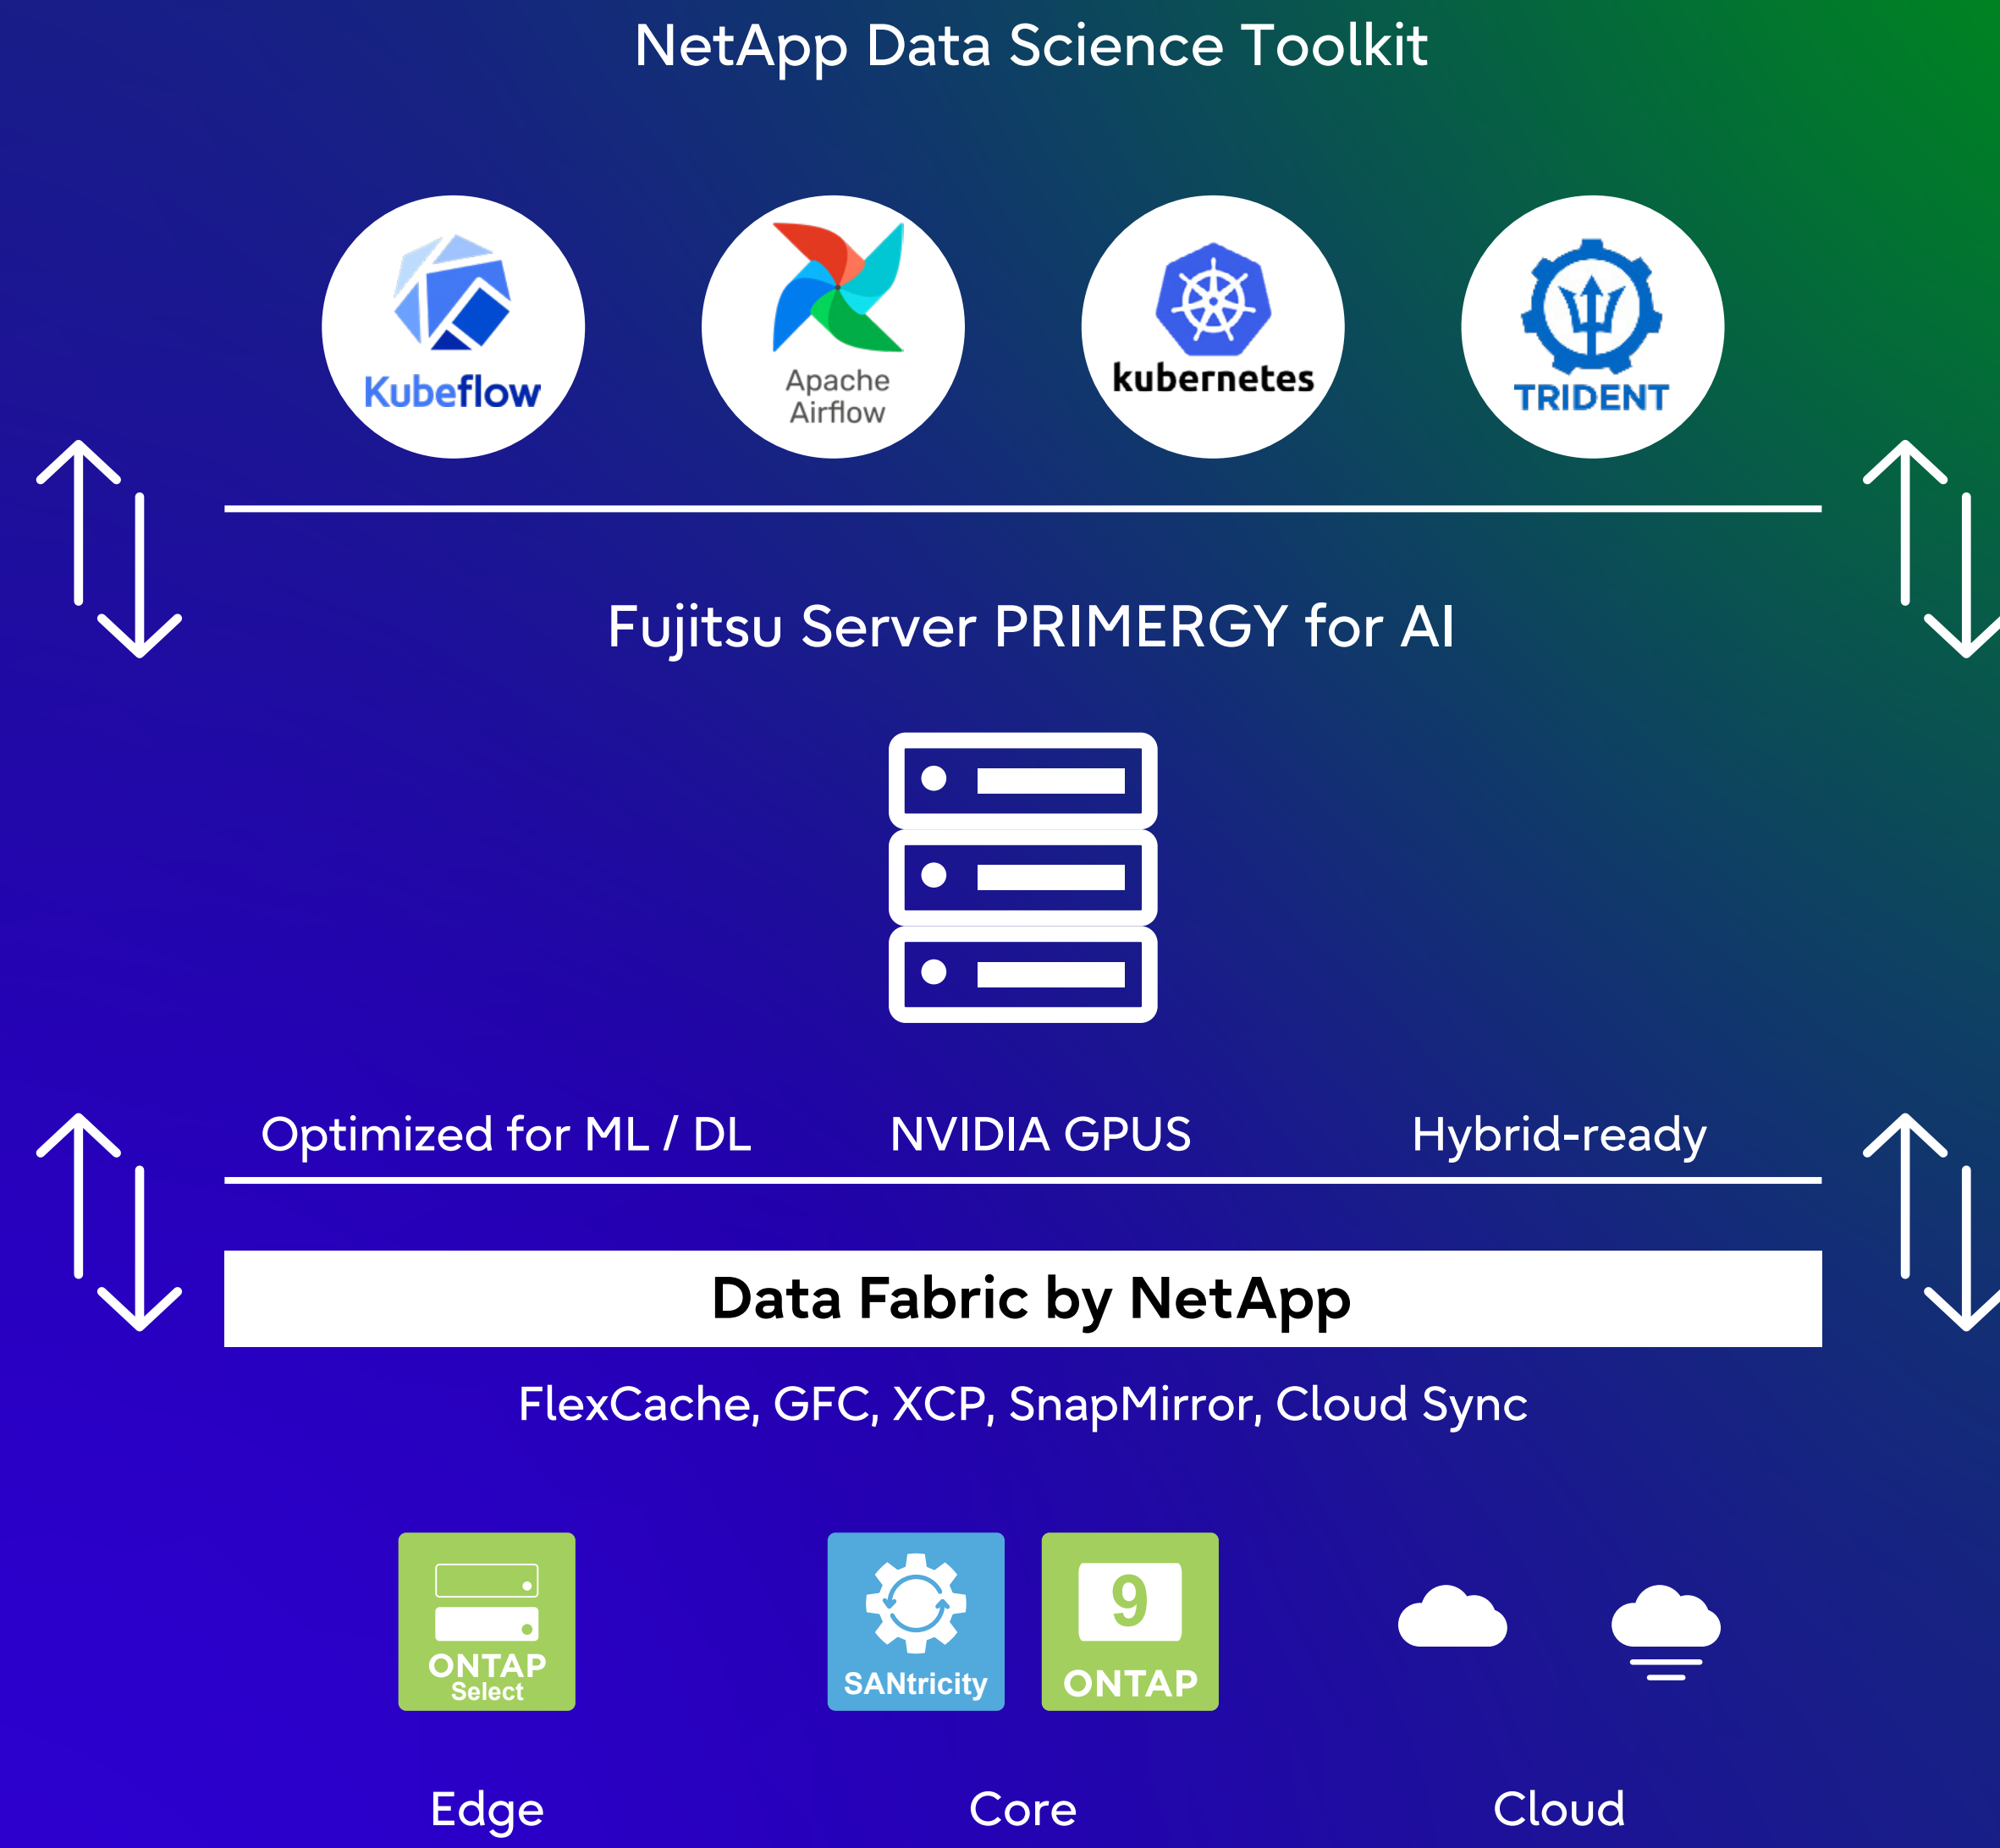 NetApp Data Science Toolkit
Kubeflow
Apache
Airflow
kubernetes
TRIDENT
Fujitsu Server PRIMERGY for AI
Optimized for ML / DL
NVIDIA GPUS
Hybrid-ready
Data Fabric by NetApp
FlexCache, GFC, XCP, SnapMirror, Cloud Sync
ONTAP
Select
SANtricity
9
ONTAP
Edge
Core
Cloud